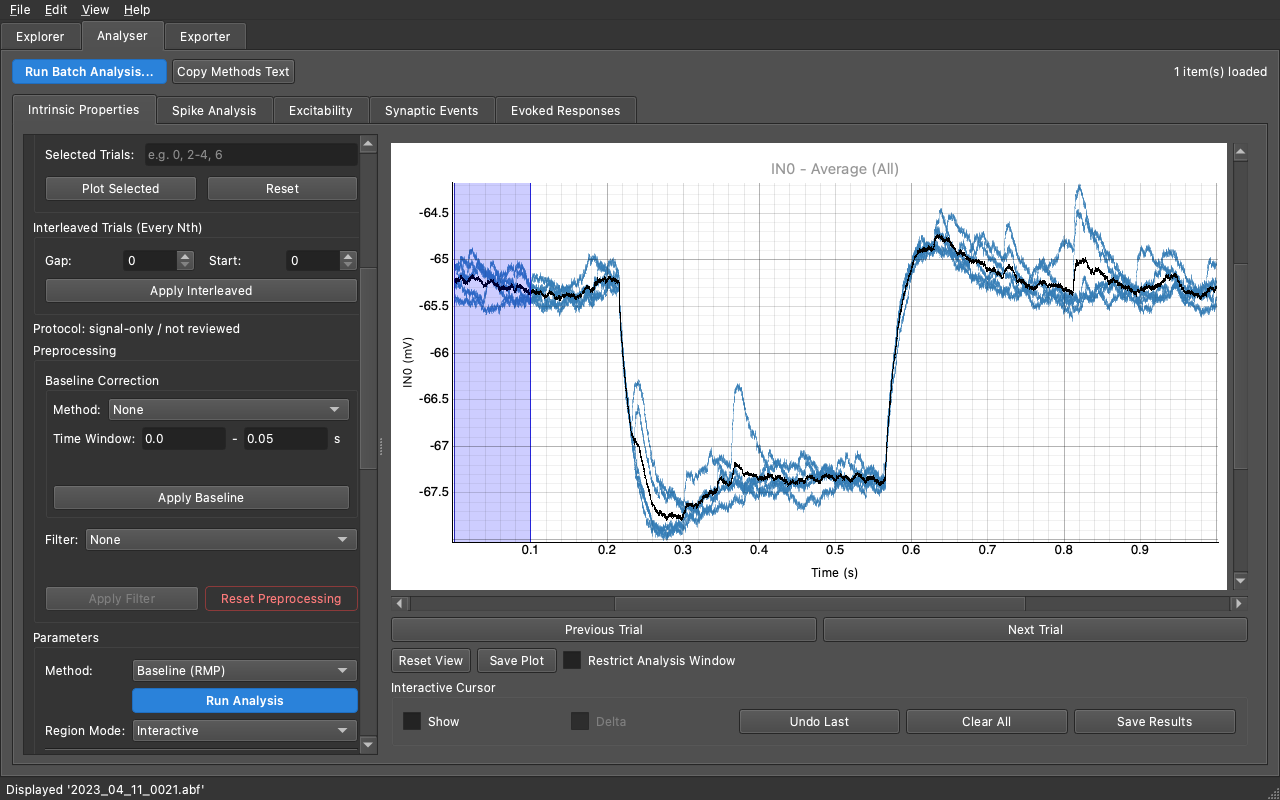 File Edit View Help
Explorer Analyser Exporter
Run Batch Analysis... Copy Methods Text 1 item(s) loaded
Intrinsic Properties Spike Analysis Excitability Synaptic Events Evoked Responses
Selected Trials: e.g. 0, 2-4, 6
Plot Selected Reset
Interleaved Trials (Every Nth)
Gap: 0 Start: 0
Apply Interleaved
Protocol: signal-only / not reviewed
Preprocessing
Baseline Correction
Method: None
Time Window: 0.0 - 0.05 s
Apply Baseline
Filter: None
Apply Filter Reset Preprocessing
Parameters
Method: Baseline (RMP)
Run Analysis
Region Mode: Interactive
IN0 - Average (All)
IN0 (mV)
-64.5
-65
-65.5
-66
-66.5
-67
-67.5
0.1 0.2 0.3 0.4 0.5 0.6 0.7 0.8 0.9
Time (s)
Previous Trial Next Trial
Reset View Save Plot Restrict Analysis Window
Interactive Cursor
Show Delta Undo Last Clear All Save Results
Displayed '2023_04_11_0021.abf'